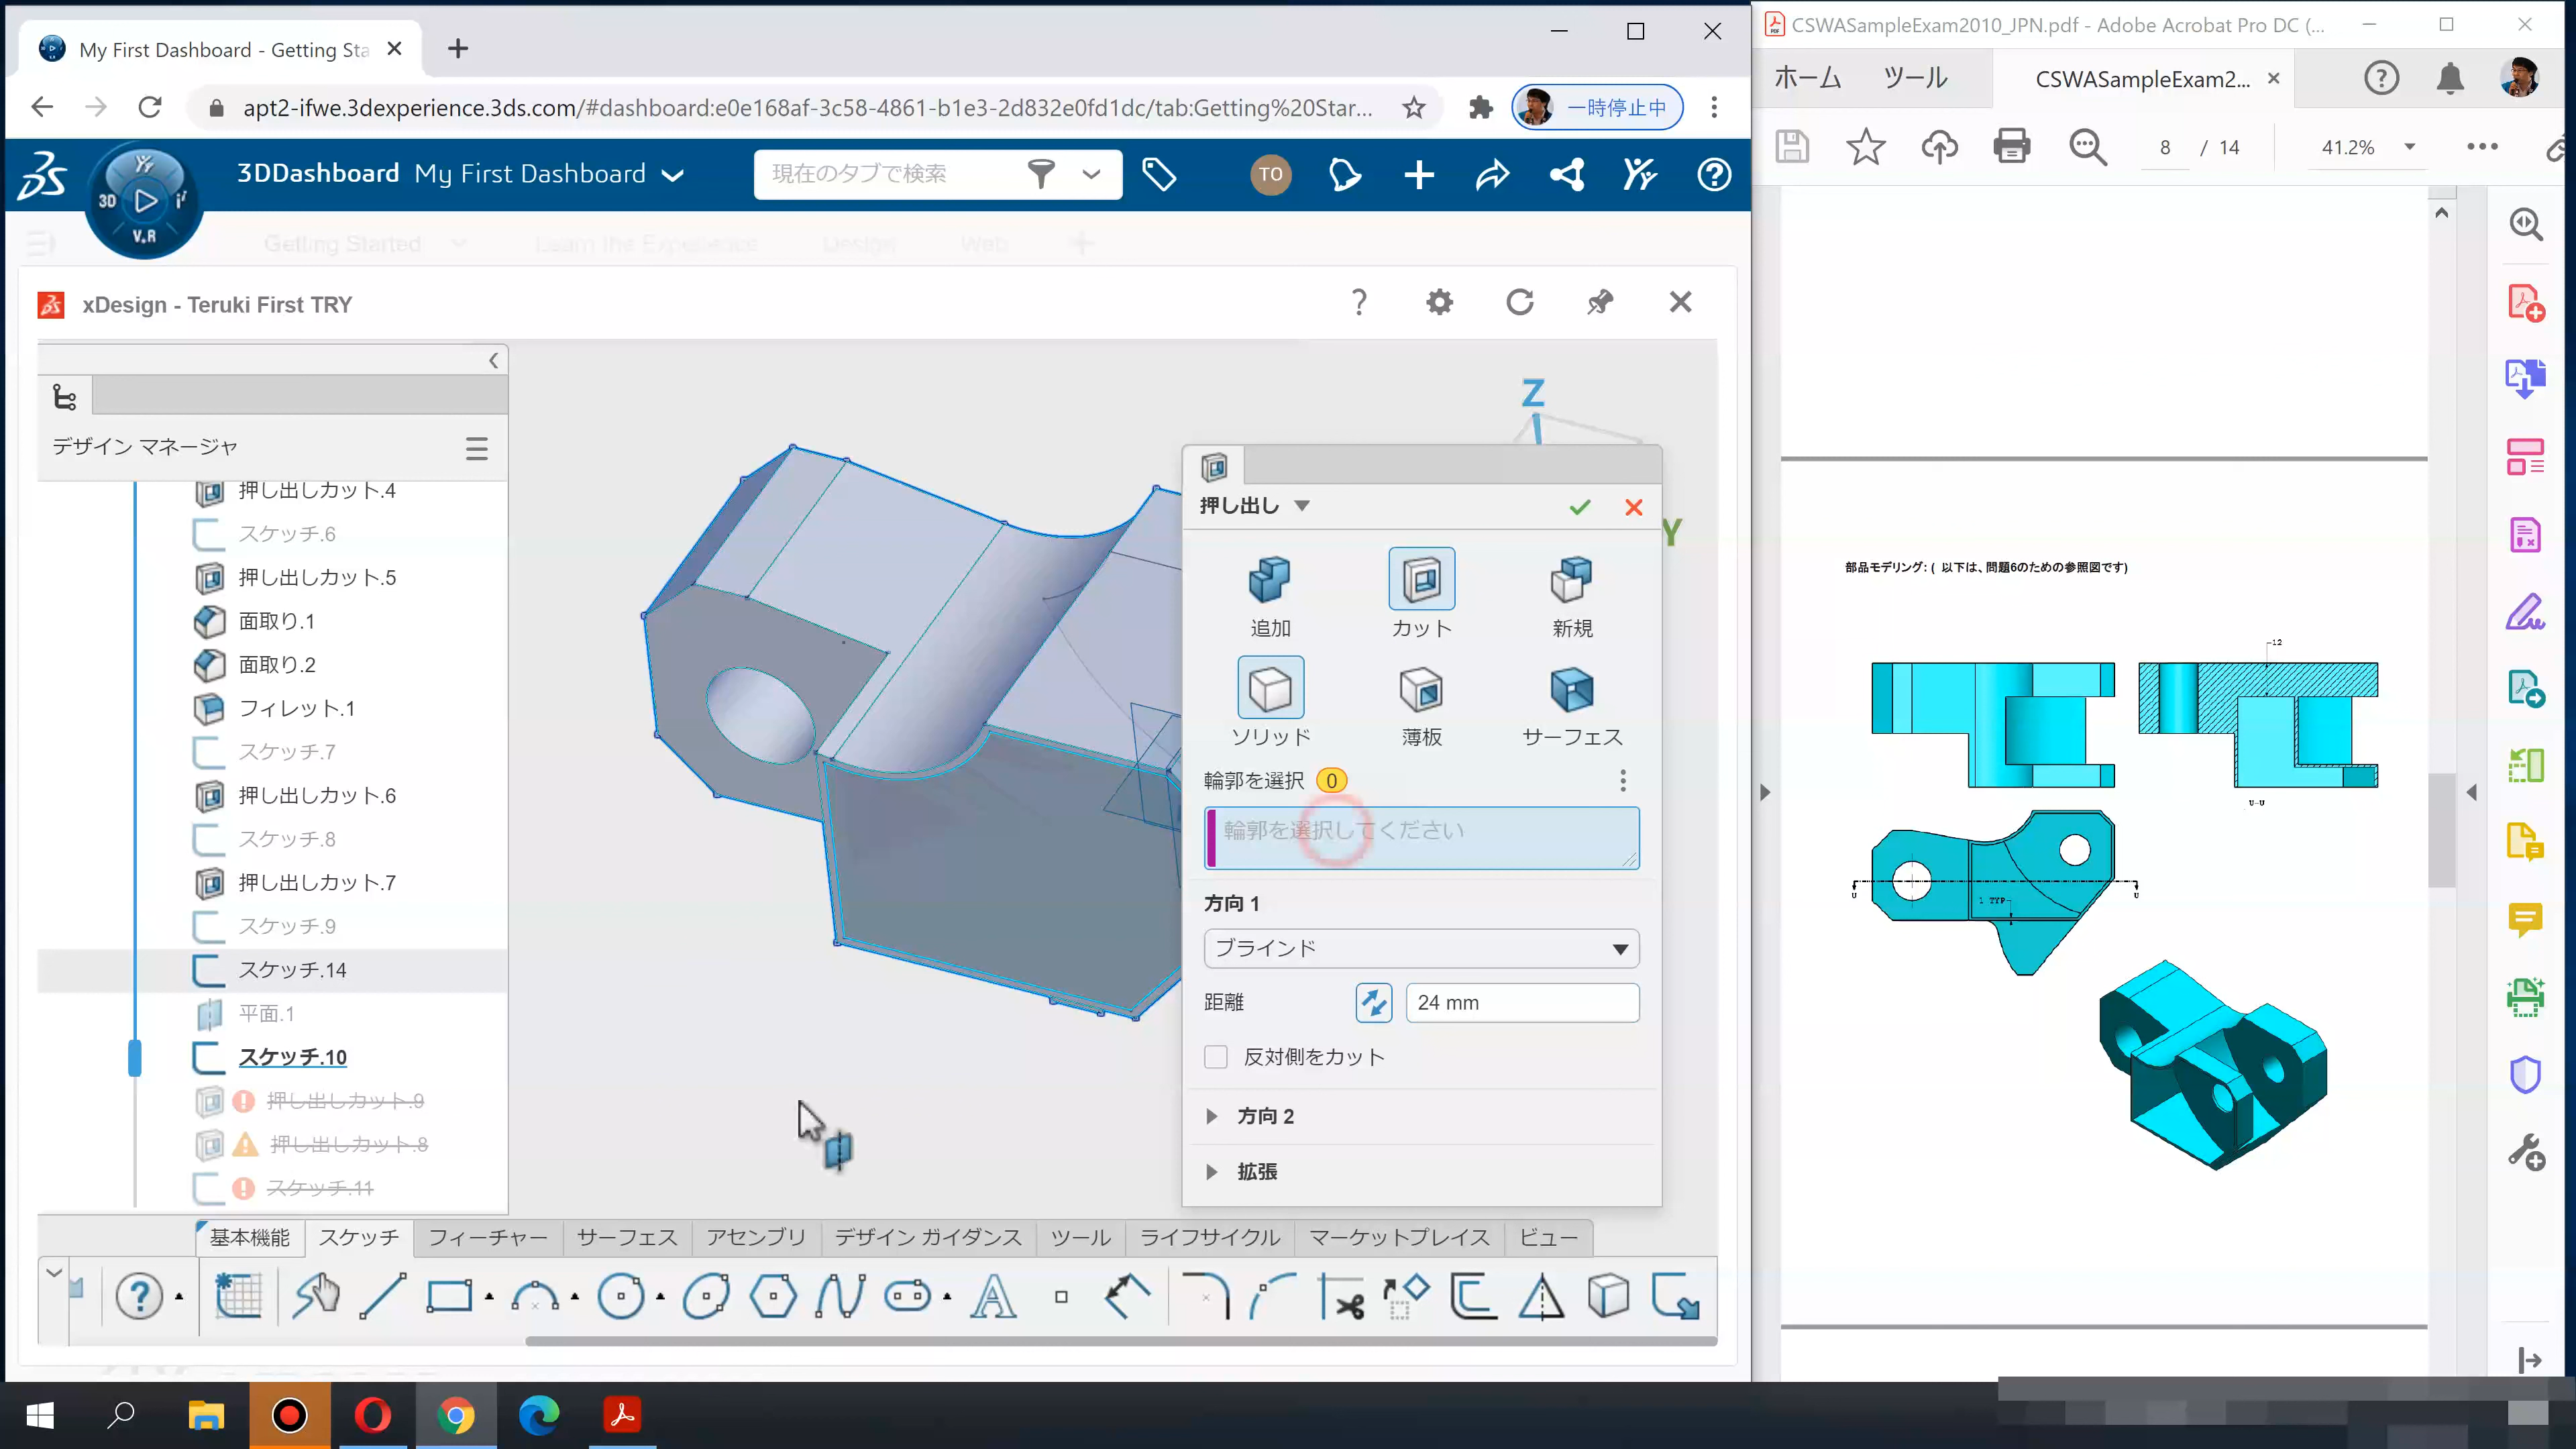 My First Dashboard - Getting Sta
apt2-ifwe.3dexperience.3ds.com/#dashboard:e0e168af-3c58-4861-b1e3-2d832e0fd1dc/tab:Getting%20Star...
一時停止中
3D
V.R
3DDashboard My First Dashboard
現在のタブで検索
TO
Getting Started
Learn the Experience
Design
Web
xDesign - Teruki First TRY
デザイン マネージャ
押し出しカット.4
スケッチ.6
押し出しカット.5
面取り.1
面取り.2
フィレット.1
スケッチ.7
押し出しカット.6
スケッチ.8
押し出しカット.7
スケッチ.9
スケッチ.14
平面.1
スケッチ.10
押し出しカット.9
押し出しカット.8
スケッチ.11
Z
Y
押し出し
追加
カット
新規
ソリッド
薄板
サーフェス
輪郭を選択 0
輪郭を選択してください
方向 1
ブラインド
距離
24 mm
反対側をカット
方向 2
拡張
基本機能
スケッチ
フィーチャー
サーフェス
アセンブリ
デザイン ガイダンス
ツール
ライフサイクル
マーケットプレイス
ビュー
CSWASampleExam2010_JPN.pdf - Adobe Acrobat Pro DC (...
ホーム
ツール
CSWASampleExam2...
8 / 14
41.2%
部品モデリング: ( 以下は、問題6のための参照図です)
12
U-U
U
U
1 TYP